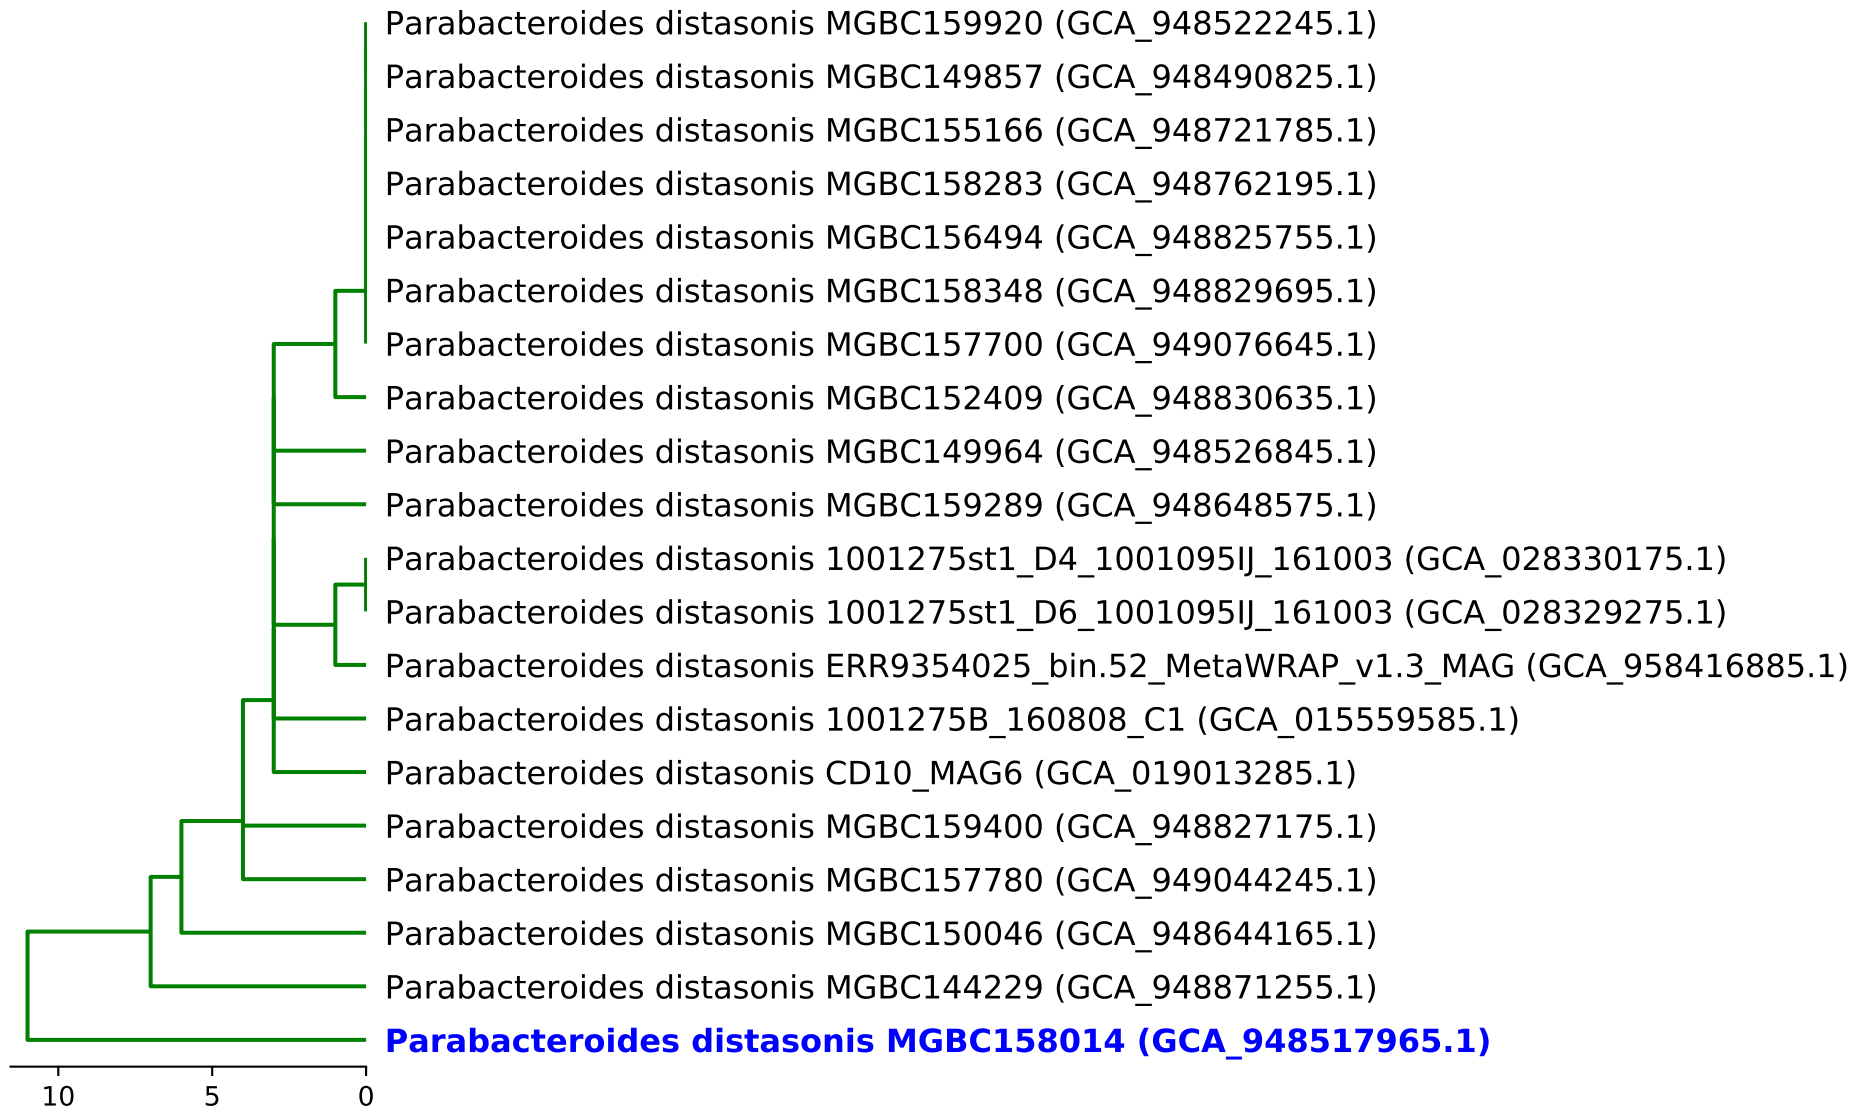 Parabacteroides distasonis MGBC159920 (GCA_948522245.1)
Parabacteroides distasonis MGBC149857 (GCA_948490825.1)
Parabacteroides distasonis MGBC155166 (GCA_948721785.1)
Parabacteroides distasonis MGBC158283 (GCA_948762195.1)
Parabacteroides distasonis MGBC156494 (GCA_948825755.1)
Parabacteroides distasonis MGBC158348 (GCA_948829695.1)
Parabacteroides distasonis MGBC157700 (GCA_949076645.1)
Parabacteroides distasonis MGBC152409 (GCA_948830635.1)
Parabacteroides distasonis MGBC149964 (GCA_948526845.1)
Parabacteroides distasonis MGBC159289 (GCA_948648575.1)
Parabacteroides distasonis 1001275st1_D4_1001095IJ_161003 (GCA_028330175.1)
Parabacteroides distasonis 1001275st1_D6_1001095IJ_161003 (GCA_028329275.1)
Parabacteroides distasonis ERR9354025_bin.52_MetaWRAP_v1.3_MAG (GCA_958416885.1)
Parabacteroides distasonis 1001275B_160808_C1 (GCA_015559585.1)
Parabacteroides distasonis CD10_MAG6 (GCA_019013285.1)
Parabacteroides distasonis MGBC159400 (GCA_948827175.1)
Parabacteroides distasonis MGBC157780 (GCA_949044245.1)
Parabacteroides distasonis MGBC150046 (GCA_948644165.1)
Parabacteroides distasonis MGBC144229 (GCA_948871255.1)
Parabacteroides distasonis MGBC158014 (GCA_948517965.1)
10 5 0